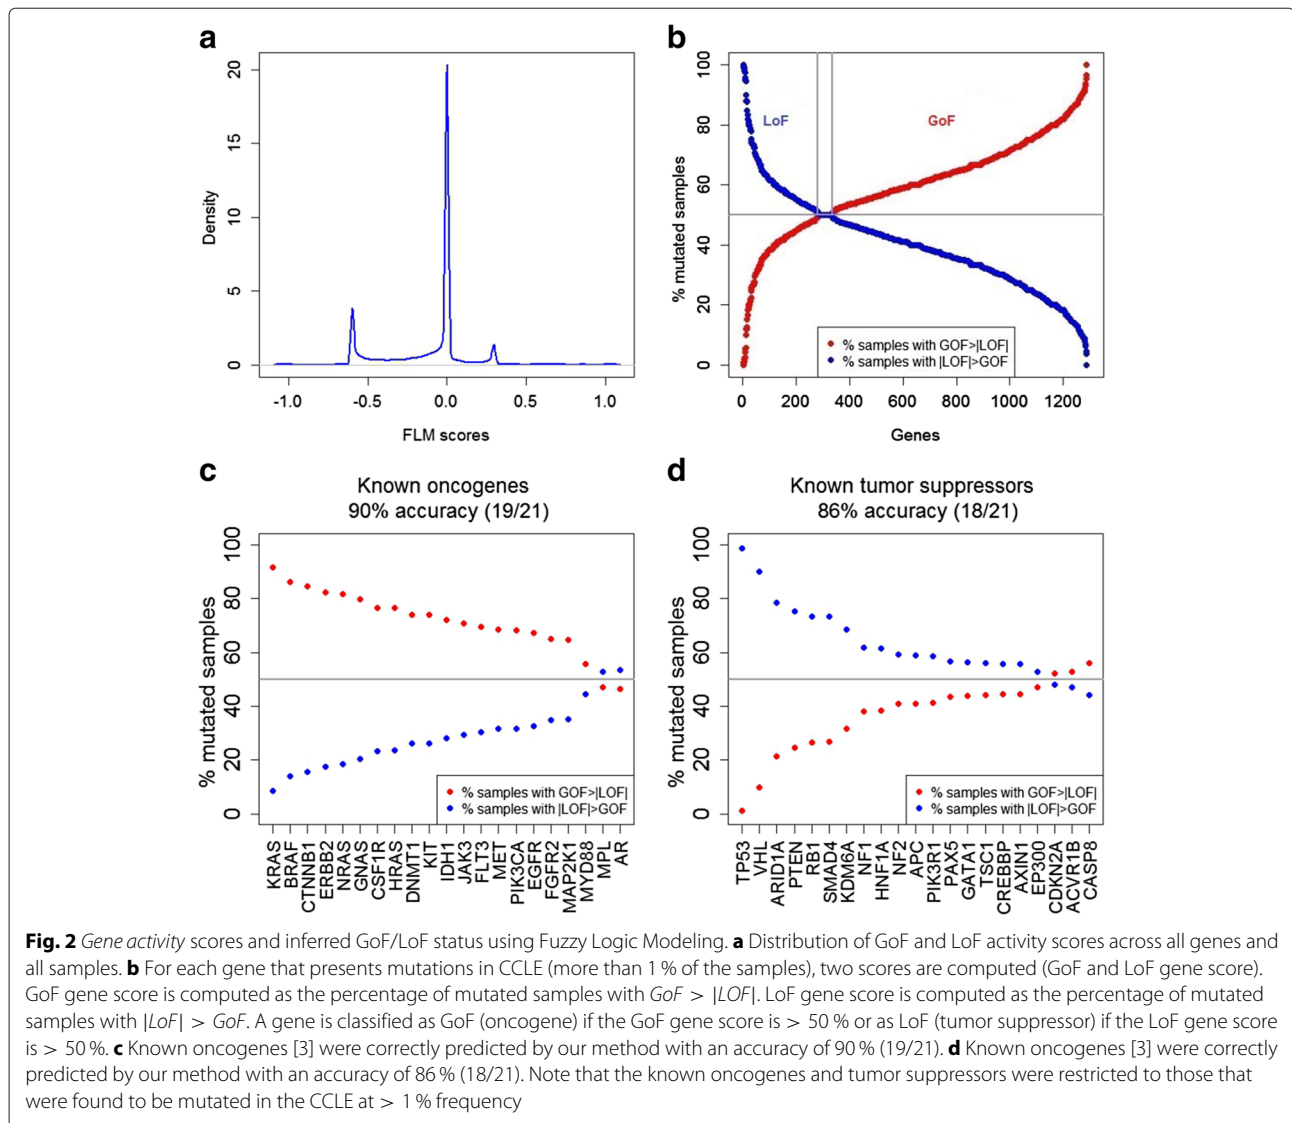 a
20
15
10
5
0
Density
-1.0 -0.5 0.0 0.5 1.0
FLM scores
b
100
80
60
40
20
0
% mutated samples
LoF
GoF
% samples with GOF>|LOF|
% samples with |LOF|>GOF
0 200 400 600 800 1000 1200
Genes
c
Known oncogenes
90% accuracy (19/21)
100
80
60
40
20
0
% mutated samples
% samples with GOF>|LOF|
% samples with |LOF|>GOF
KRAS
BRAF
CTNNB1
ERBB2
NRAS
GNAS
CSF1R
HRAS
DNMT1
KIT
IDH1
JAK3
FLT3
MET
PIK3CA
EGFR
FGFR2
MAP2K1
MYD88
MPL
AR
d
Known tumor suppressors
86% accuracy (18/21)
100
80
60
40
20
0
% mutated samples
% samples with GOF>|LOF|
% samples with |LOF|>GOF
TP53
VHL
ARID1A
PTEN
RB1
SMAD4
KDM6A
NF1
HNF1A
NF2
APC
PIK3R1
PAX5
GATA1
TSC1
CREBBP
AXIN1
EP300
CDKN2A
ACVR1B
CASP8
Fig. 2 Gene activity scores and inferred GoF/LoF status using Fuzzy Logic Modeling. a Distribution of GoF and LoF activity scores across all genes and
all samples. b For each gene that presents mutations in CCLE (more than 1 % of the samples), two scores are computed (GoF and LoF gene score).
GoF gene score is computed as the percentage of mutated samples with GoF > |LOF|. LoF gene score is computed as the percentage of mutated
samples with |LoF| > GoF. A gene is classified as GoF (oncogene) if the GoF gene score is > 50 % or as LoF (tumor suppressor) if the LoF gene score
is > 50 %. c Known oncogenes [3] were correctly predicted by our method with an accuracy of 90 % (19/21). d Known oncogenes [3] were correctly
predicted by our method with an accuracy of 86 % (18/21). Note that the known oncogenes and tumor suppressors were restricted to those that
were found to be mutated in the CCLE at > 1 % frequency